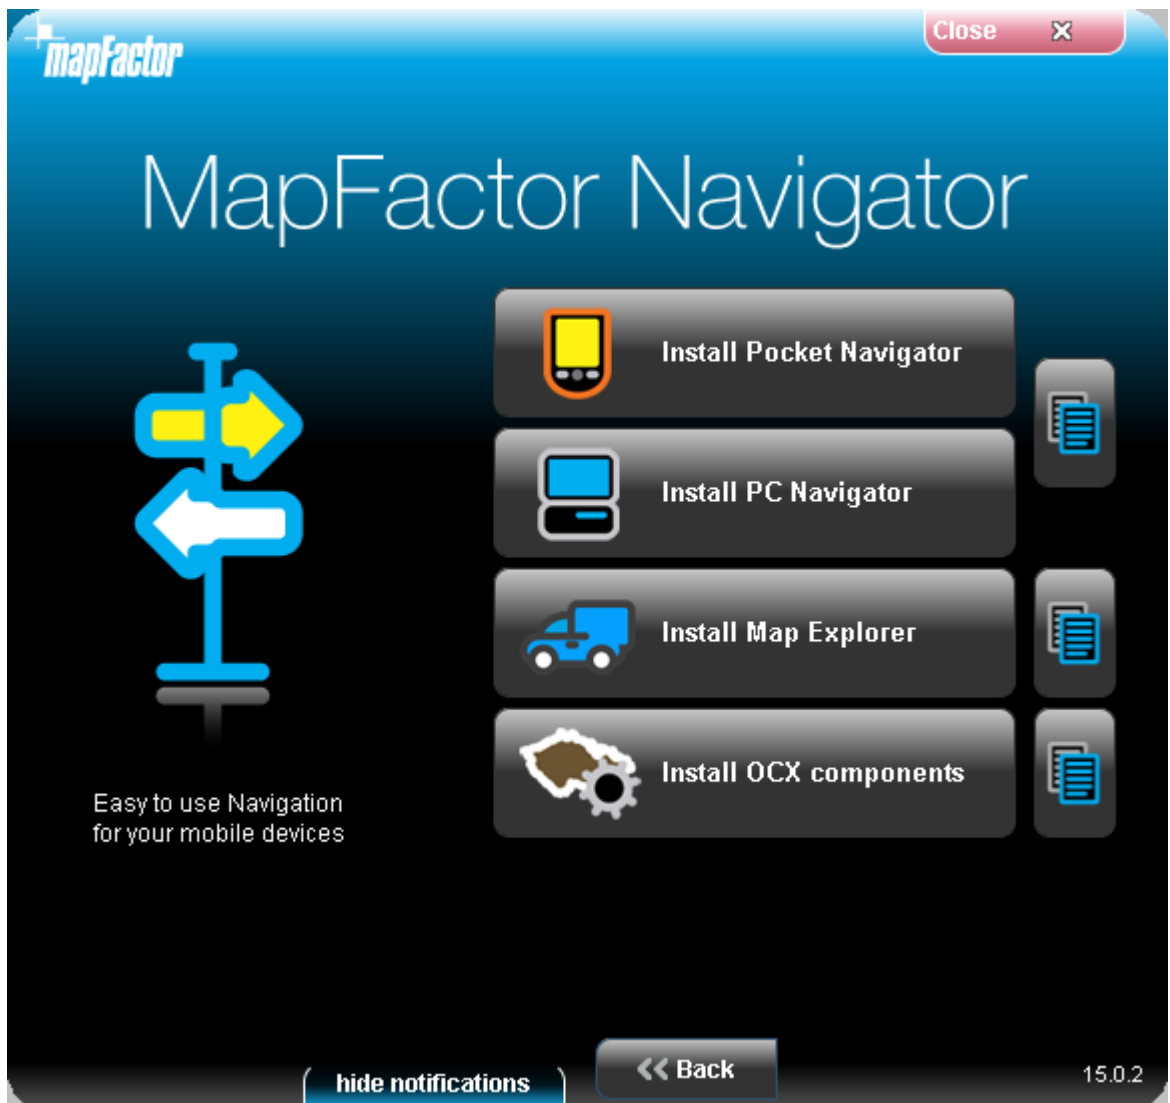 mapFactor
Close
MapFactor Navigator
Install Pocket Navigator
Install PC Navigator
Install Map Explorer
Install OCX components
Easy to use Navigation
for your mobile devices
hide notifications
Back
15.0.2